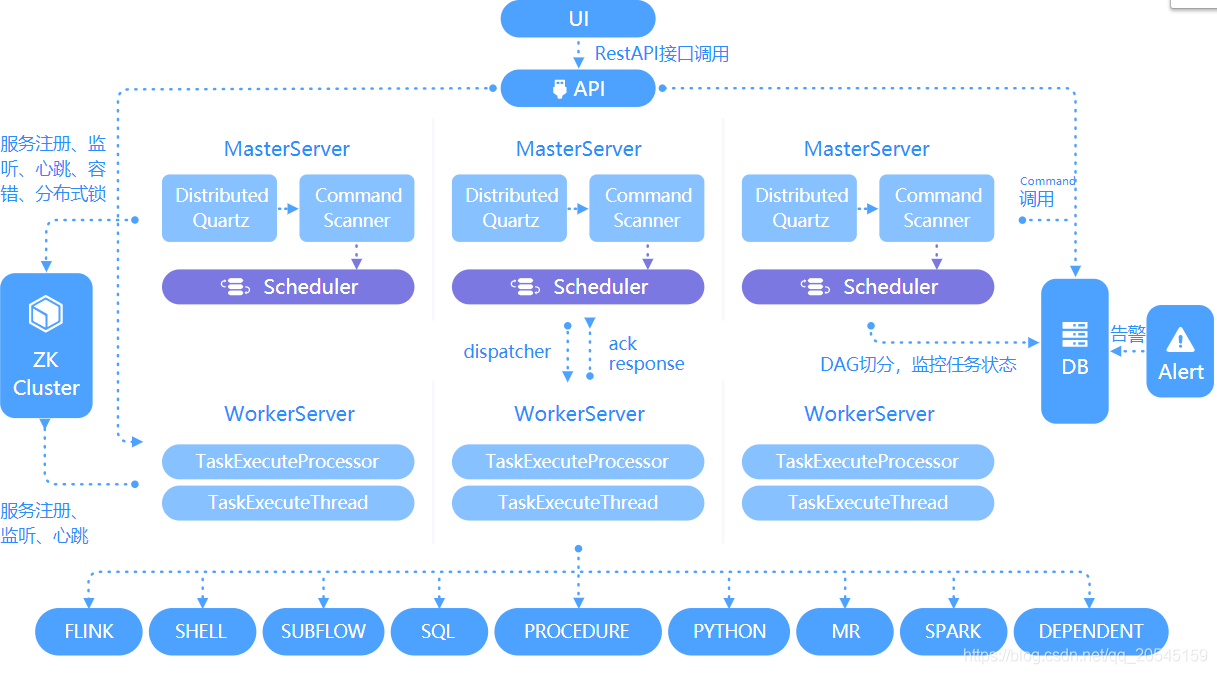 UI
RestAPI接口调用
API
服务注册、监
听、心跳、容
错、分布式锁
MasterServer
Distributed
Quartz
Command
Scanner
Scheduler
MasterServer
Distributed
Quartz
Command
Scanner
Scheduler
MasterServer
Distributed
Quartz
Command
Scanner
Scheduler
Command
调用
ZK
Cluster
dispatcher
ack
response
DAG切分，监控任务状态
DB
告警
Alert
WorkerServer
TaskExecuteProcessor
TaskExecuteThread
WorkerServer
TaskExecuteProcessor
TaskExecuteThread
WorkerServer
TaskExecuteProcessor
TaskExecuteThread
服务注册、
监听、心跳
FLINK
SHELL
SUBFLOW
SQL
PROCEDURE
PYTHON
MR
SPARK
DEPENDENT
https://blog.csdn.net/qq_20545159